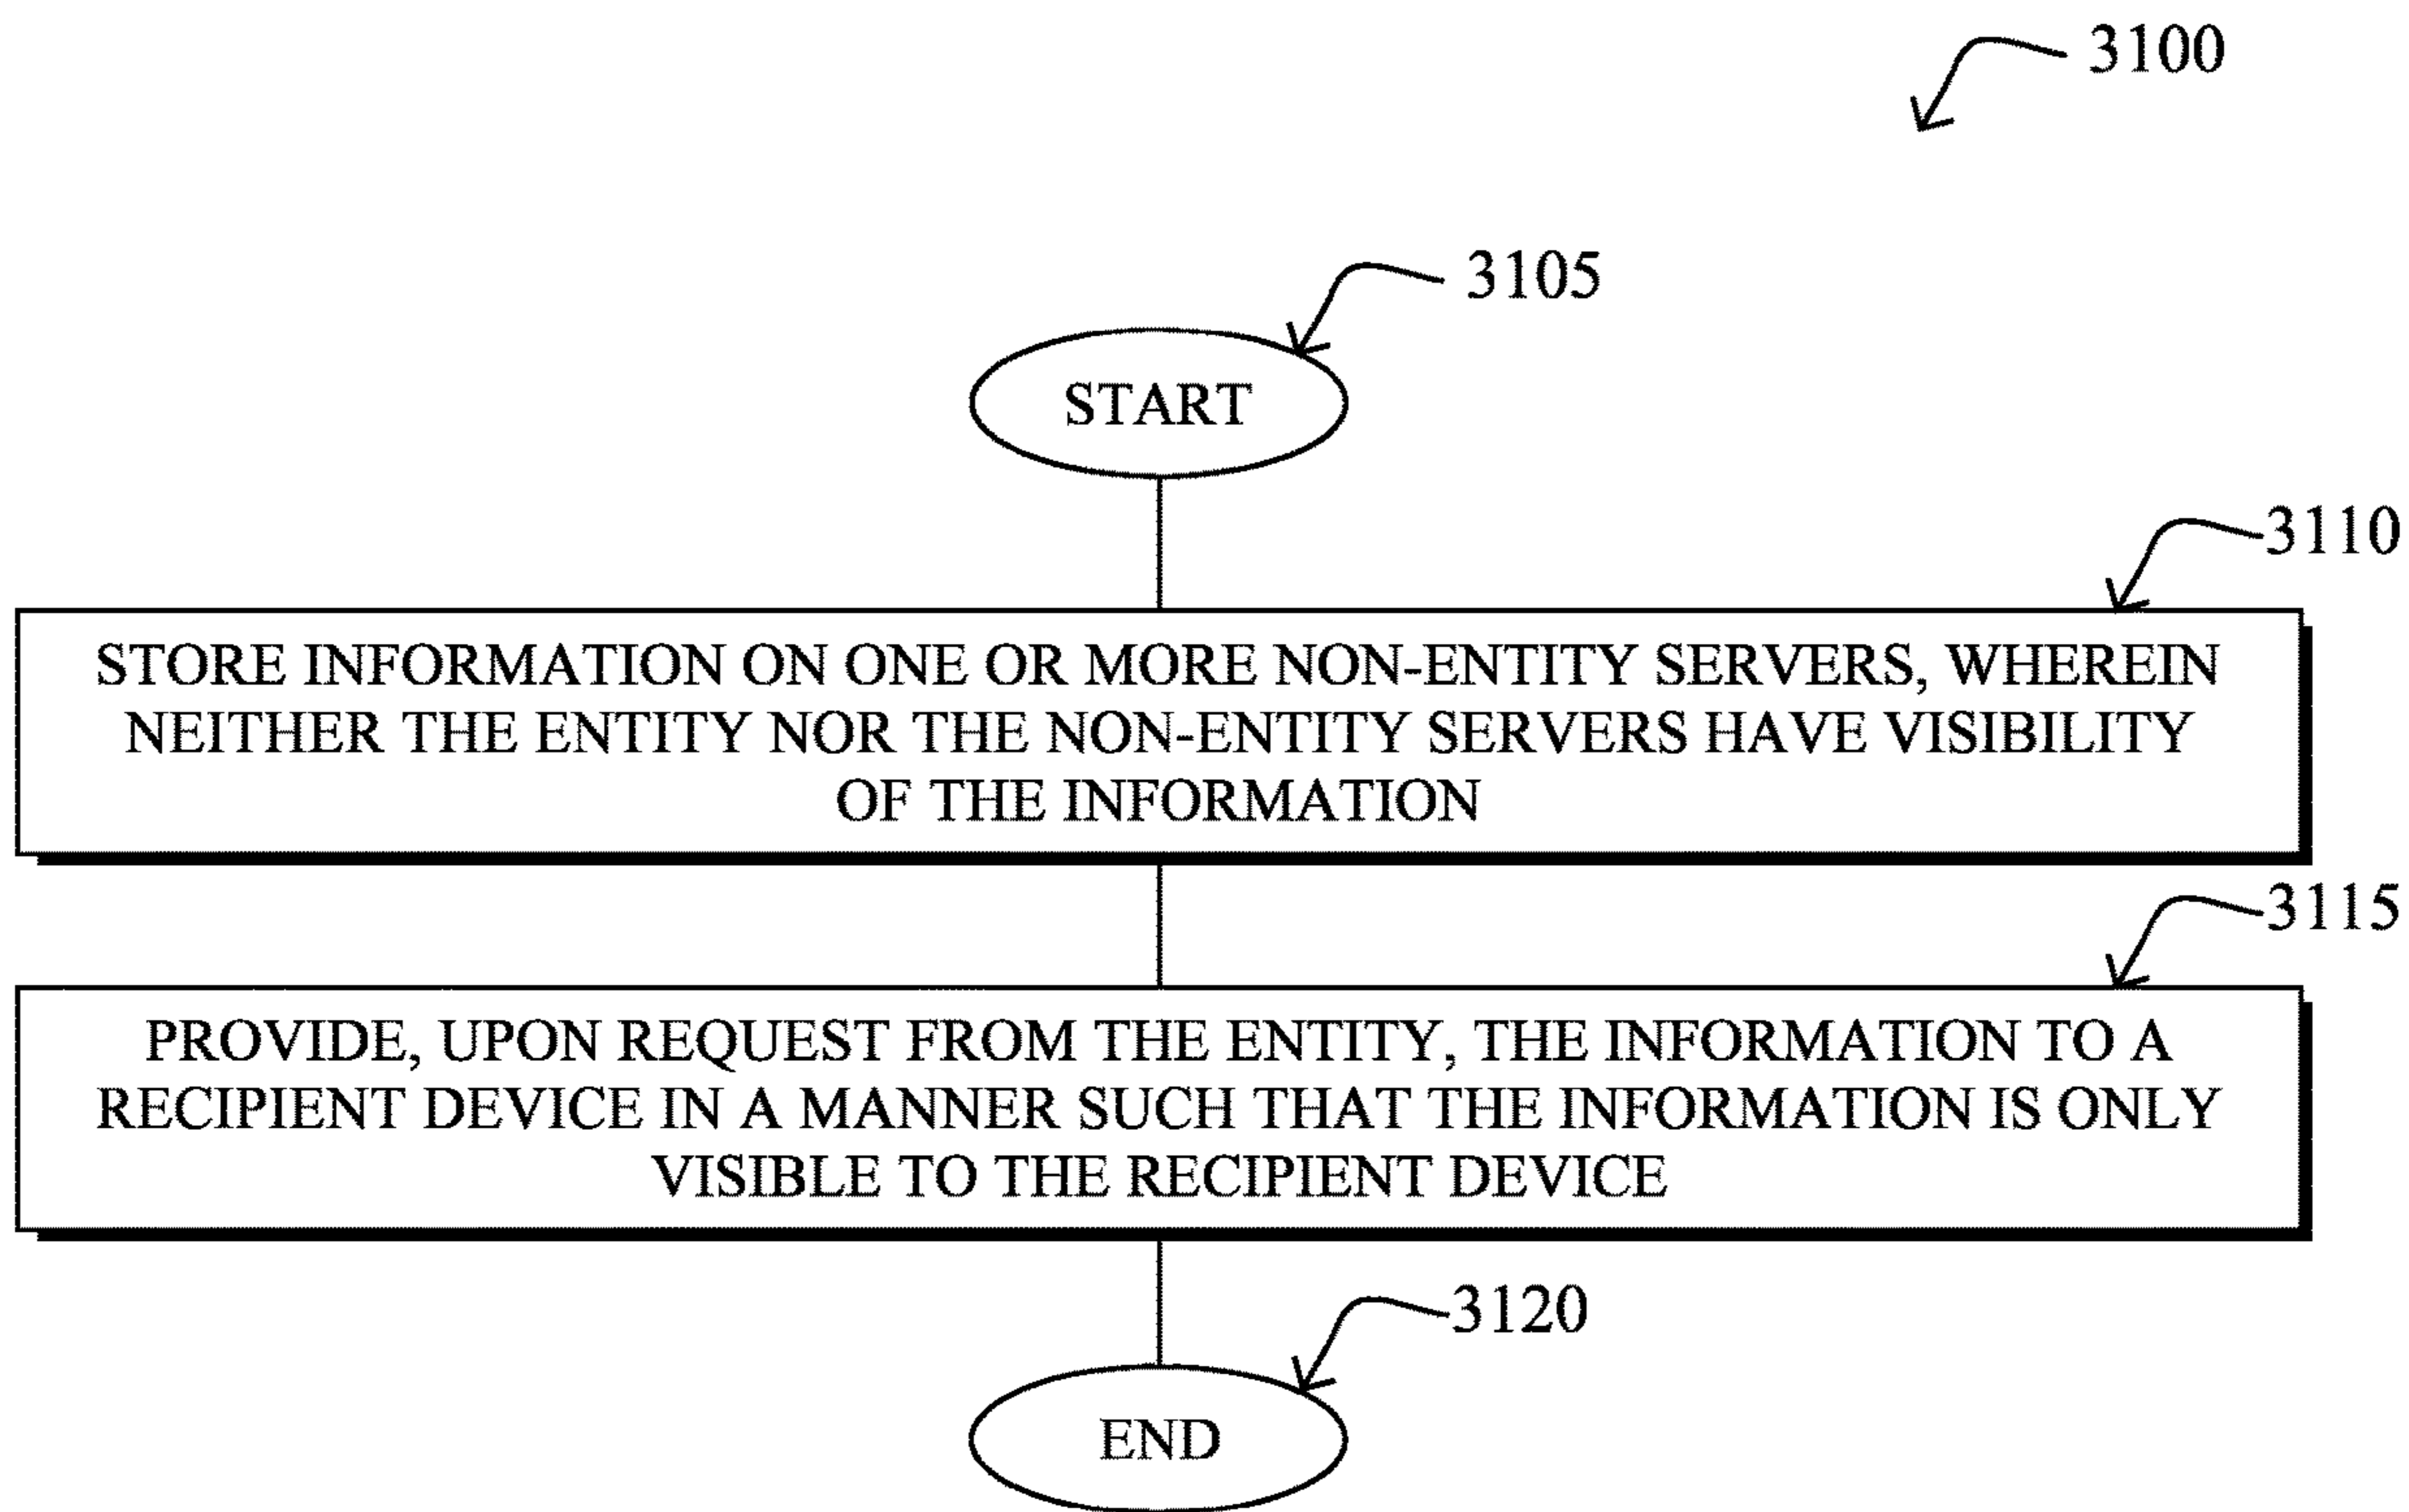 3100
3105
START
3110
STORE INFORMATION ON ONE OR MORE NON-ENTITY SERVERS, WHEREIN
NEITHER THE ENTITY NOR THE NON-ENTITY SERVERS HAVE VISIBILITY
OF THE INFORMATION
3115
PROVIDE, UPON REQUEST FROM THE ENTITY, THE INFORMATION TO A
RECIPIENT DEVICE IN A MANNER SUCH THAT THE INFORMATION IS ONLY
VISIBLE TO THE RECIPIENT DEVICE
3120
END